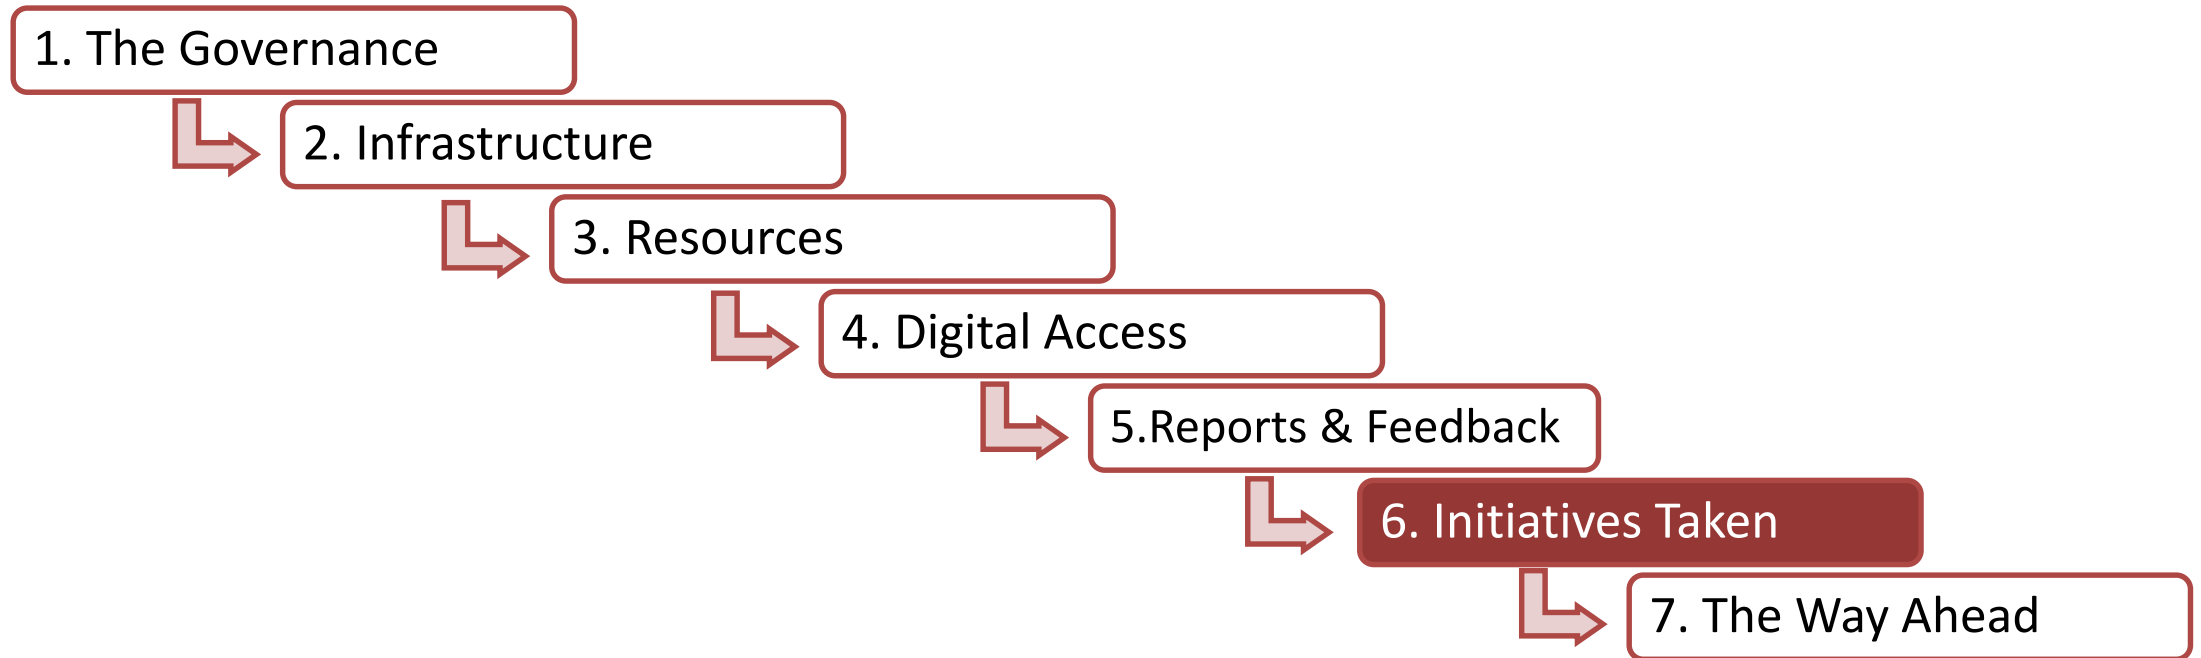 1. The Governance
2. Infrastructure
3. Resources
4. Digital Access
5.Reports & Feedback
6. Initiatives Taken
7. The Way Ahead